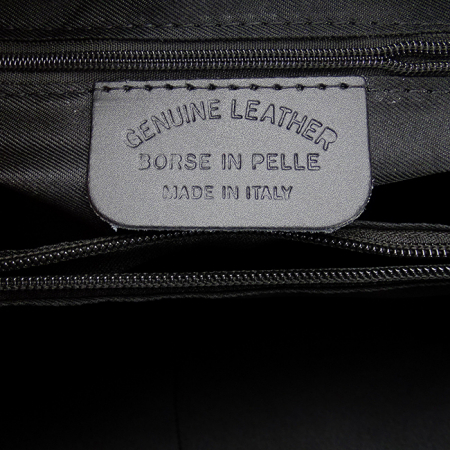 GENUINE LEATHER
BORSE IN PELLE
MADE IN ITALY